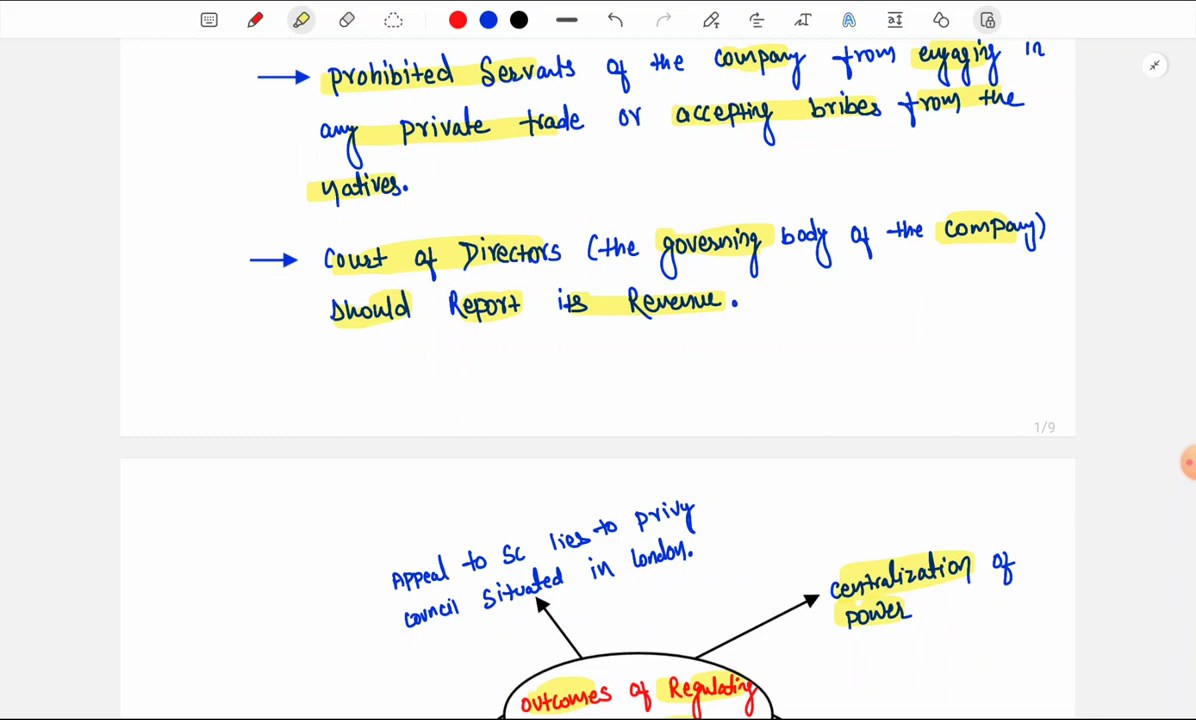 → prohibited Servants of the company from engaging in
any private trade or accepting bribes from the
natives.
→ Court of Directors (the governing body of the company)
should Report its Revenue.
1/9
Appeal to SC lies to privy
council situated in london.
centralization of
power
outcomes of Regulating